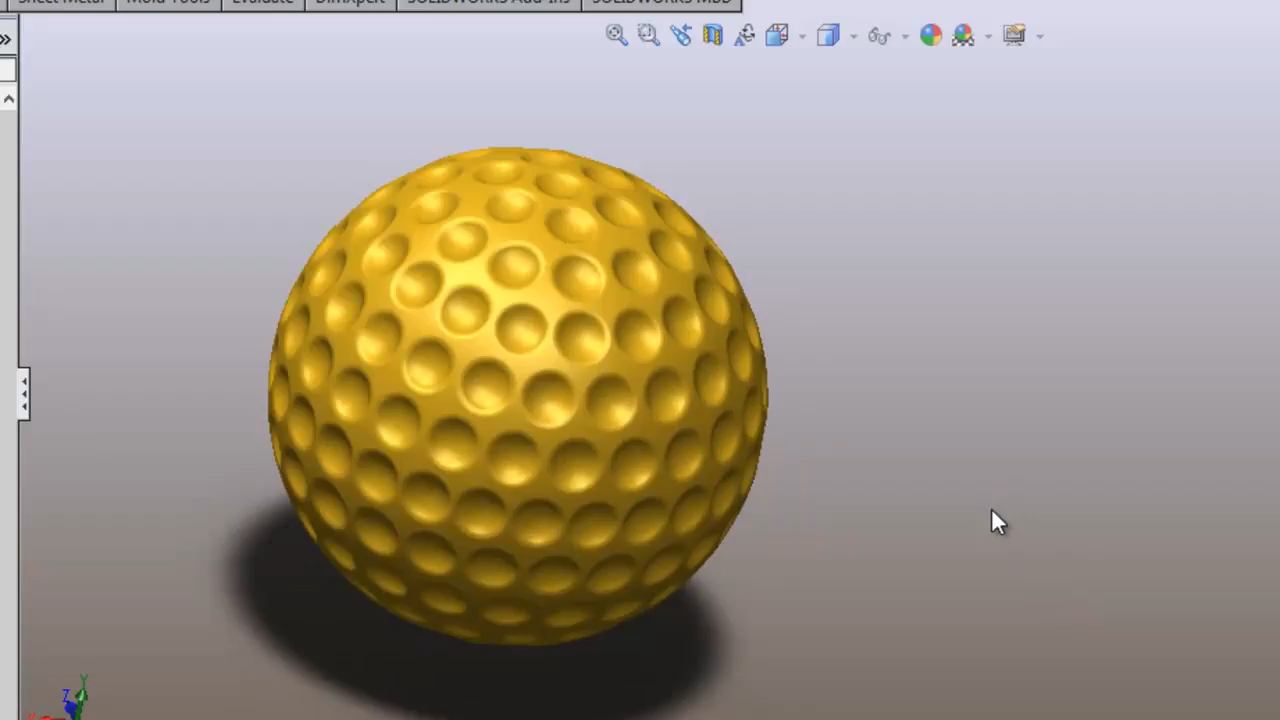 Sheet Metal Mold Tools Evaluate DimXpert SOLIDWORKS Add-Ins SOLIDWORKS MBD
Y
Z
X